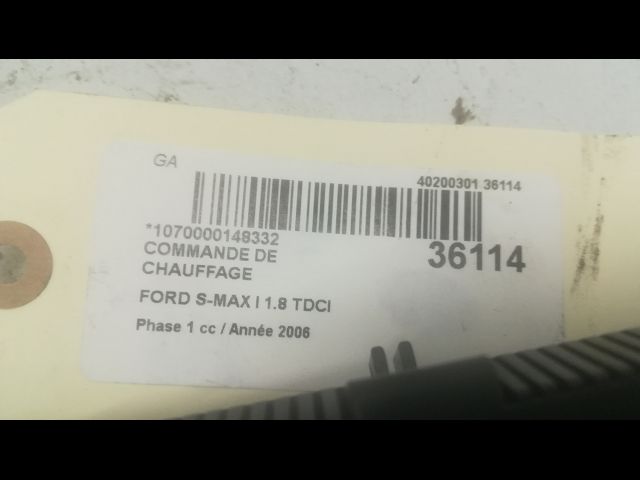 GA
40200301 36114
*1070000148332
36114
COMMANDE DE
CHAUFFAGE
FORD S-MAX I 1.8 TDCI
Phase 1 cc / Année 2006